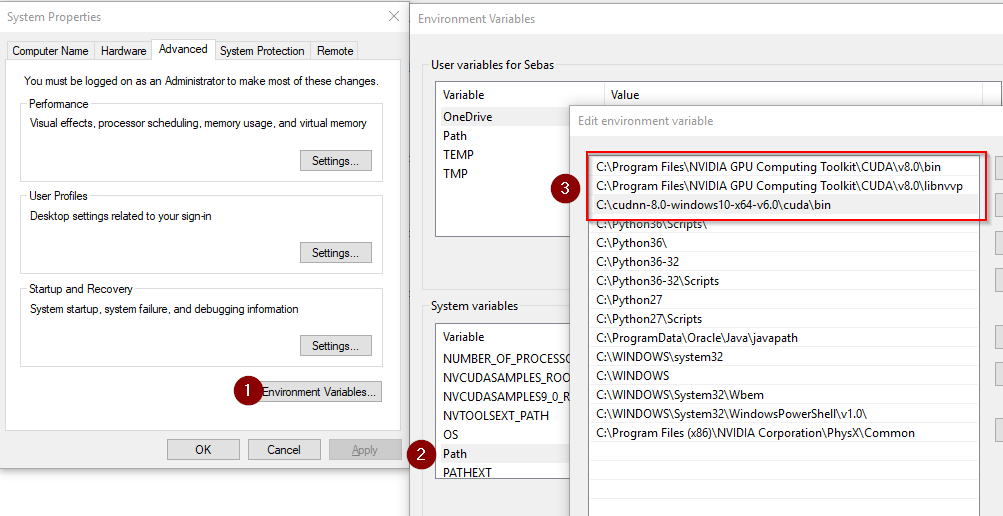 System Properties
Computer Name
Hardware
Advanced
System Protection
Remote
You must be logged on as an Administrator to make most of these changes.
Performance
Visual effects, processor scheduling, memory usage, and virtual memory
Settings...
User Profiles
Desktop settings related to your sign-in
Settings...
Startup and Recovery
System startup, system failure, and debugging information
Settings...
1
Environment Variables...
OK
Cancel
Apply
Environment Variables
User variables for Sebas
Variable
Value
OneDrive
Path
TEMP
TMP
System variables
Variable
NUMBER_OF_PROCESSO
NVCUDASAMPLES_ROO
NVCUDASAMPLES9_0_R
NVTOOLSEXT_PATH
OS
2
Path
PATHEXT
Edit environment variable
3
C:\Program Files\NVIDIA GPU Computing Toolkit\CUDA\v8.0\bin
C:\Program Files\NVIDIA GPU Computing Toolkit\CUDA\v8.0\libnvvp
C:\cudnn-8.0-windows10-x64-v6.0\cuda\bin
C:\Python36\Scripts\
C:\Python36\
C:\Python36-32
C:\Python36-32\Scripts
C:\Python27
C:\Python27\Scripts
C:\ProgramData\Oracle\Java\javapath
C:\WINDOWS\system32
C:\WINDOWS
C:\WINDOWS\System32\Wbem
C:\WINDOWS\System32\WindowsPowerShell\v1.0\
C:\Program Files (x86)\NVIDIA Corporation\PhysX\Common